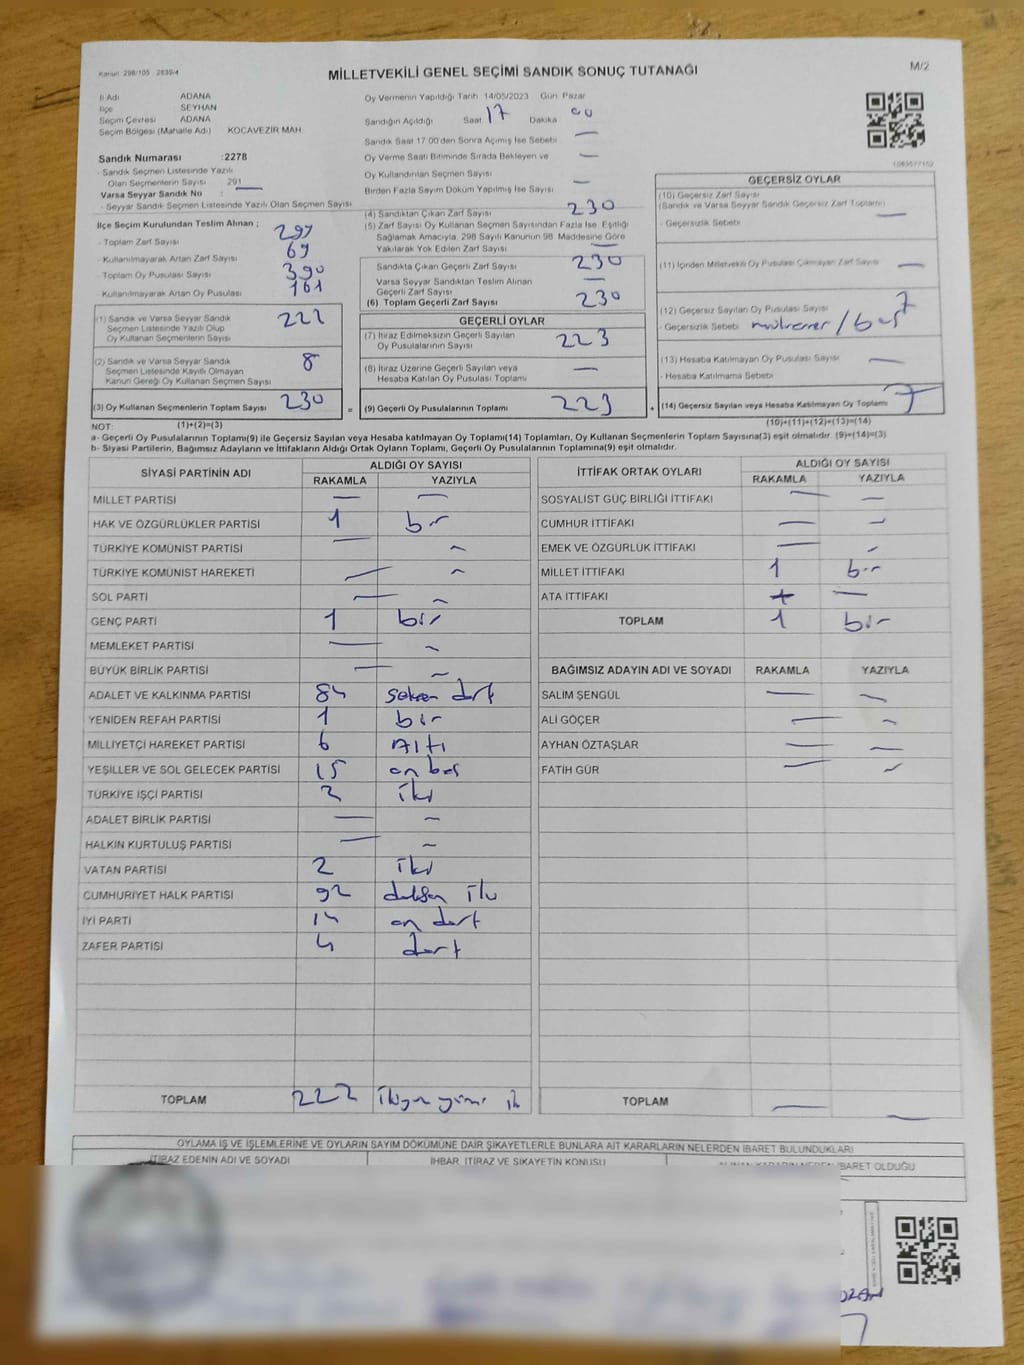 Kanun: 298/105 2839-4
MİLLETVEKİLİ GENEL SEÇİMİ SANDIK SONUÇ TUTANAĞI
M/2
İl Adı ADANA
İlçe SEYHAN
Seçim Çevresi ADANA
Seçim Bölgesi (Mahalle Adı) KOCAVEZİR MAH.
Sandık Numarası :2278
- Sandık Seçmen Listesinde Yazılı
Olan Seçmenlerin Sayısı 291
Varsa Seyyar Sandık No :
- Seyyar Sandık Seçmen Listesinde Yazılı Olan Seçmen Sayısı
Oy Vermenin Yapıldığı Tarih 14/05/2023 Gün Pazar
Sandığın Açıldığı Saat 17 Dakika 00
Sandık Saat 17:00'den Sonra Açımış İse Sebebi —
Oy Verme Saati Bitiminde Sırada Bekleyen ve —
Oy Kullandırılan Seçmen Sayısı
Birden Fazla Sayım Döküm Yapılmış İse Sayısı —
1063577152
İlçe Seçim Kurulundan Teslim Alınan ;
- Toplam Zarf Sayısı 299
- Kullanılmayarak Artan Zarf Sayısı 69
- Toplam Oy Pusulası Sayısı 390
- Kullanılmayarak Artan Oy Pusulası 161
(1) Sandık ve Varsa Seyyar Sandık
Seçmen Listesinde Yazılı Olup
Oy Kullanan Seçmenlerin Sayısı 222
(2) Sandık ve Varsa Seyyar Sandık
Seçmen Listesinde Kayıtlı Olmayan
Kanun Gereği Oy Kullanan Seçmen Sayısı 8
(3) Oy Kullanan Seçmenlerin Toplam Sayısı 230
(4) Sandıktan Çıkan Zarf Sayısı 230
(5) Zarf Sayısı Oy Kullanan Seçmen Sayısından Fazla İse, Eşitliği
Sağlamak Amacıyla, 298 Sayılı Kanunun 98. Maddesine Göre
Yakılarak Yok Edilen Zarf Sayısı —
Sandıkta Çıkan Geçerli Zarf Sayısı 230
Varsa Seyyar Sandıktan Teslim Alınan
Geçerli Zarf Sayısı —
(6) Toplam Geçerli Zarf Sayısı 230
GEÇERLİ OYLAR
(7) İtiraz Edilmeksizin Geçerli Sayılan
Oy Pusulalarının Sayısı 223
(8) İtiraz Üzerine Geçerli Sayılan veya
Hesaba Katılan Oy Pusulası Toplamı —
= (9) Geçerli Oy Pusulalarının Toplamı 223
GEÇERSİZ OYLAR
(10) Geçersiz Zarf Sayısı
(Sandık ve Varsa Seyyar Sandık Geçersiz Zarf Toplamı) —
- Geçersizlik Sebebi
(11) İçinden Milletvekili Oy Pusulası Çıkmayan Zarf Sayısı —
(12) Geçersiz Sayılan Oy Pusulası Sayısı 7
- Geçersizlik Sebebi mükerrer / boş
(13) Hesaba Katılmayan Oy Pusulası Sayısı —
- Hesaba Katılmama Sebebi
+ (14) Geçersiz Sayılan veya Hesaba Katılmayan Oy Toplamı 7
NOT: (1)+(2)=(3) (10)+(11)+(12)+(13)=(14)
a- Geçerli Oy Pusulalarının Toplamı(9) ile Geçersiz Sayılan veya Hesaba katılmayan Oy Toplamı(14) Toplamları, Oy Kullanan Seçmenlerin Toplam Sayısına(3) eşit olmalıdır. (9)+(14)=(3)
b- Siyasi Partilerin, Bağımsız Adayların ve İttifakların Aldığı Ortak Oyların Toplamı, Geçerli Oy Pusulalarının Toplamına(9) eşit olmalıdır.
SİYASİ PARTİNİN ADI ALDIĞI OY SAYISI
RAKAMLA YAZIYLA
MİLLET PARTİSİ — —
HAK VE ÖZGÜRLÜKLER PARTİSİ 1 bir
TÜRKİYE KOMÜNİST PARTİSİ — —
TÜRKİYE KOMÜNİST HAREKETİ — —
SOL PARTİ — —
GENÇ PARTİ 1 bir
MEMLEKET PARTİSİ — —
BÜYÜK BİRLİK PARTİSİ — —
ADALET VE KALKINMA PARTİSİ 84 seksen dört
YENİDEN REFAH PARTİSİ 1 bir
MİLLİYETÇİ HAREKET PARTİSİ 6 Altı
YEŞİLLER VE SOL GELECEK PARTİSİ 15 on beş
TÜRKİYE İŞÇİ PARTİSİ 2 iki
ADALET BİRLİK PARTİSİ — —
HALKIN KURTULUŞ PARTİSİ — —
VATAN PARTİSİ 2 iki
CUMHURİYET HALK PARTİSİ 92 doksan iki
İYİ PARTİ 14 on dört
ZAFER PARTİSİ 4 dört
TOPLAM 222 ikiyüz yirmi iki
İTTİFAK ORTAK OYLARI ALDIĞI OY SAYISI
RAKAMLA YAZIYLA
SOSYALİST GÜÇ BİRLİĞİ İTTİFAKI — —
CUMHUR İTTİFAKI — —
EMEK VE ÖZGÜRLÜK İTTİFAKI — —
MİLLET İTTİFAKI 1 bir
ATA İTTİFAKI —
TOPLAM 1 bir
BAĞIMSIZ ADAYIN ADI VE SOYADI RAKAMLA YAZIYLA
SALİM ŞENGÜL — —
ALİ GÖÇER — —
AYHAN ÖZTAŞLAR — —
FATİH GÜR — —
TOPLAM — —
OYLAMA İŞ VE İŞLEMLERİNE VE OYLARIN SAYIM DÖKÜMÜNE DAİR ŞİKAYETLERLE BUNLARA AİT KARARLARIN NELERDEN İBARET BULUNDUKLARI
İTİRAZ EDENİN ADI VE SOYADI İHBAR, İTİRAZ VE ŞİKAYETİN KONUSU ALINAN KARARIN NEDEN İBARET OLDUĞU